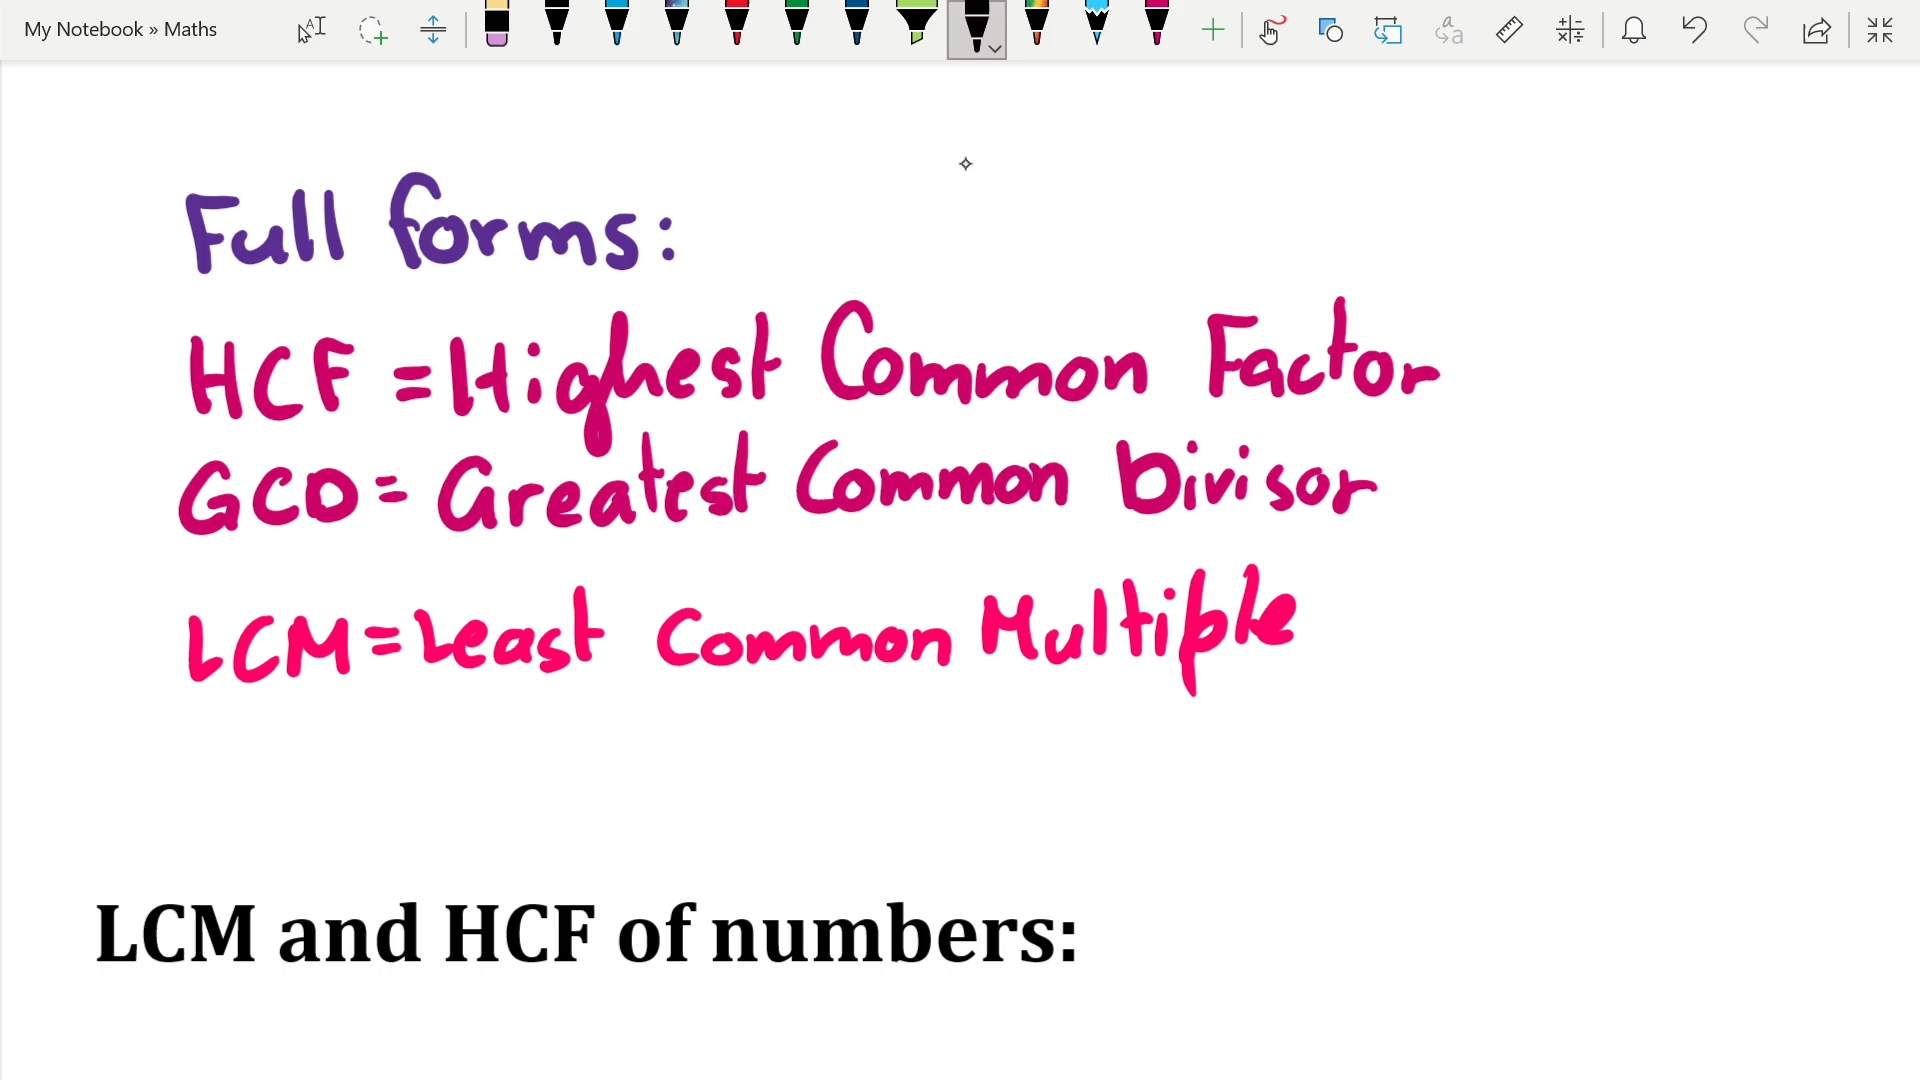 My Notebook » Maths
Full forms:
HCF = Highest Common Factor
GCD = Greatest Common Divisor
LCM = Least Common Multiple
LCM and HCF of numbers: